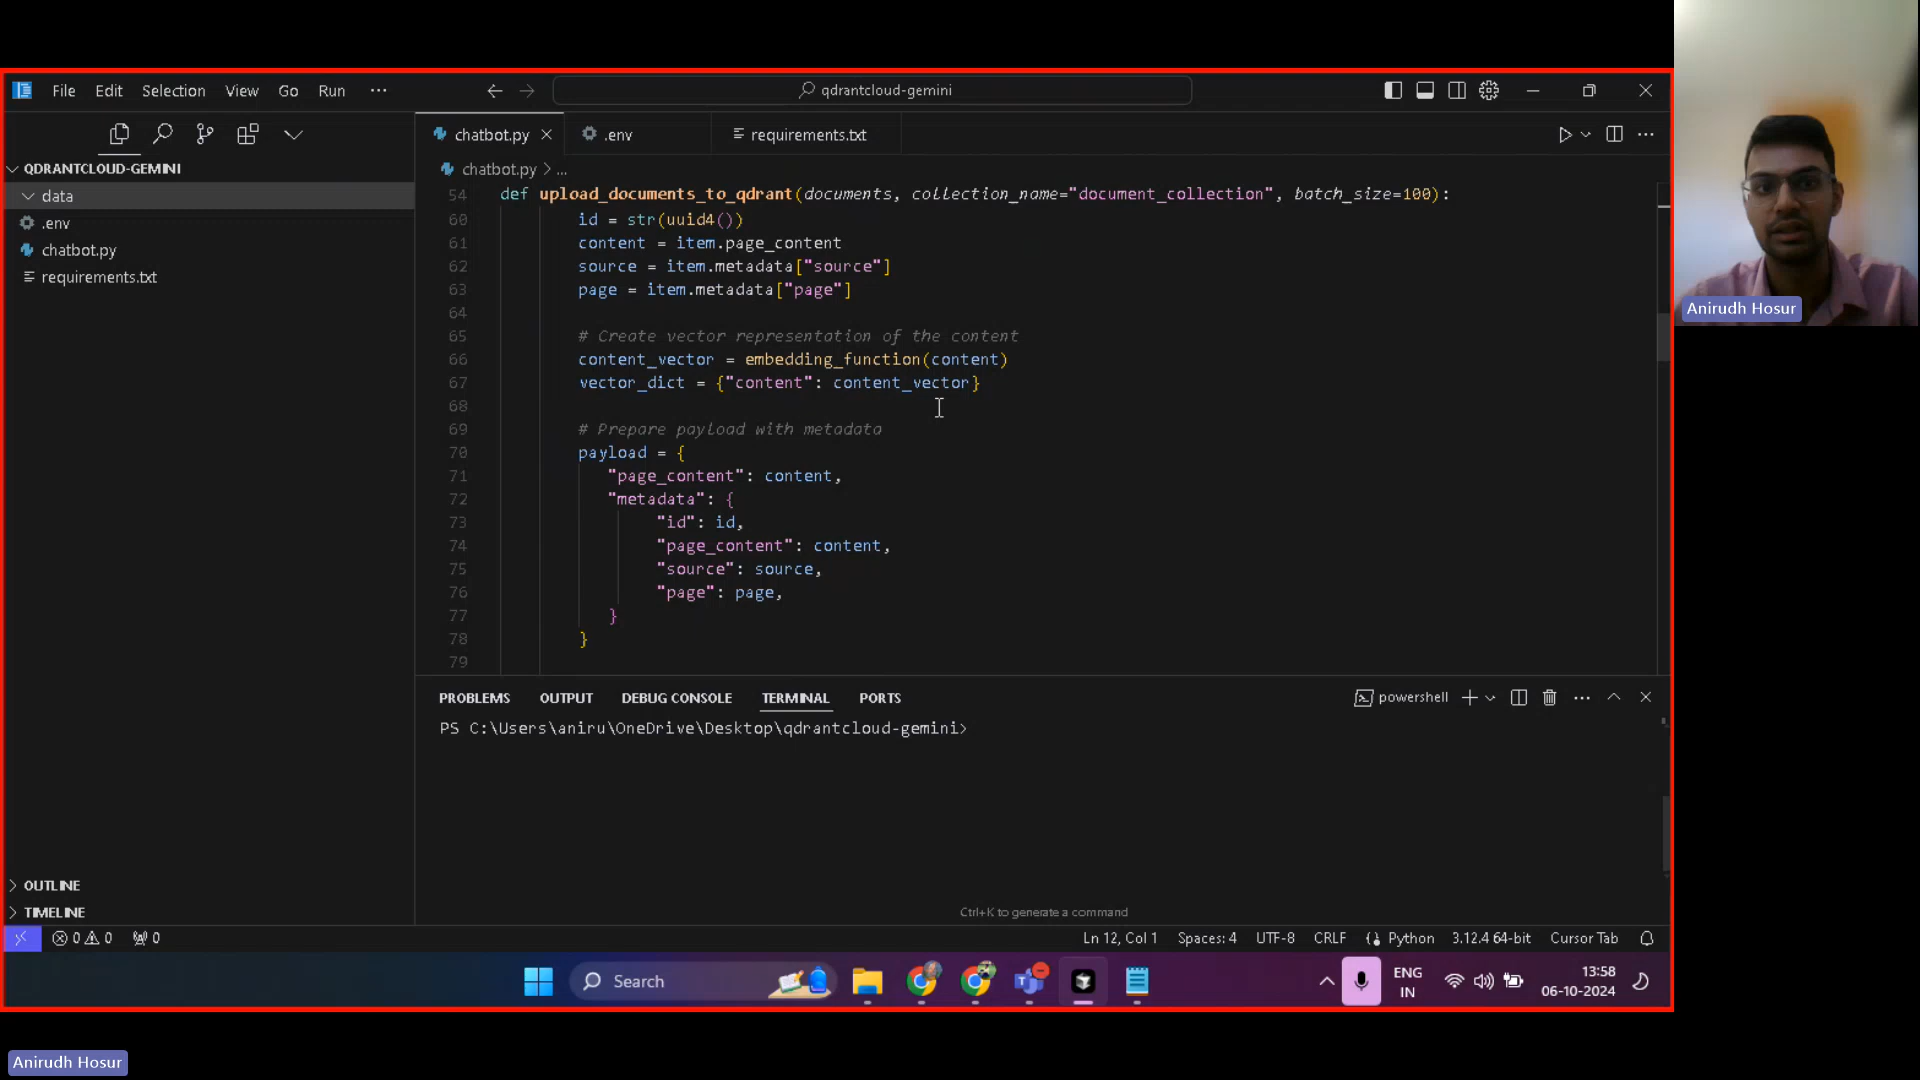 File Edit Selection View Go Run ...
qdrantcloud-gemini
chatbot.py
.env
requirements.txt
QDRANTCLOUD-GEMINI
data
.env
chatbot.py
requirements.txt
OUTLINE
TIMELINE
chatbot.py > ...
54 def upload_documents_to_qdrant(documents, collection_name="document_collection", batch_size=100):
60 id = str(uuid4())
61 content = item.page_content
62 source = item.metadata["source"]
63 page = item.metadata["page"]
64
65 # Create vector representation of the content
66 content_vector = embedding_function(content)
67 vector_dict = {"content": content_vector}
68
69 # Prepare payload with metadata
70 payload = {
71 "page_content": content,
72 "metadata": {
73 "id": id,
74 "page_content": content,
75 "source": source,
76 "page": page,
77 }
78 }
79
PROBLEMS OUTPUT DEBUG CONSOLE TERMINAL PORTS
powershell
PS C:\Users\aniru\OneDrive\Desktop\qdrantcloud-gemini>
Ctrl+K to generate a command
0 0 0
Ln 12, Col 1 Spaces: 4 UTF-8 CRLF Python 3.12.4 64-bit Cursor Tab
Search
ENG
IN
13:58
06-10-2024
Anirudh Hosur
Anirudh Hosur